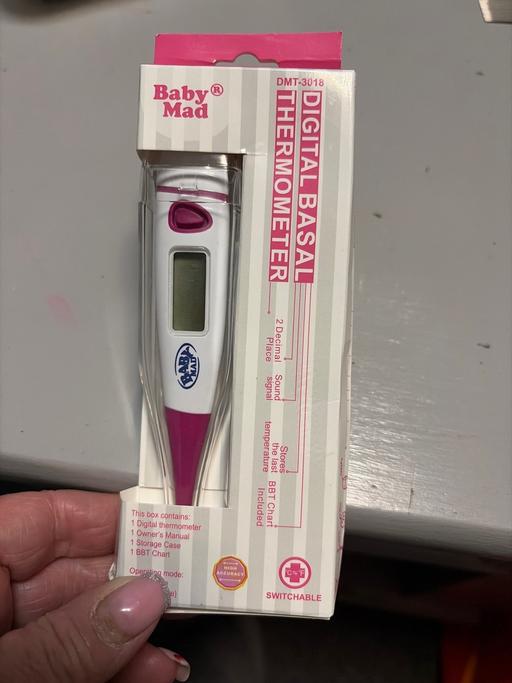 Baby®
Mad
DMT-3018
DIGITAL BASAL
THERMOMETER
2 Decimal
Place
Sound
signal
Stores
the last
temperature
BBT Chart
Included
BABY
MAD
This box contains:
1 Digital thermometer
1 Owner's Manual
1 Storage Case
1 BBT Chart
Operating mode:
HIGH
ACCURACY
°C °F
SWITCHABLE